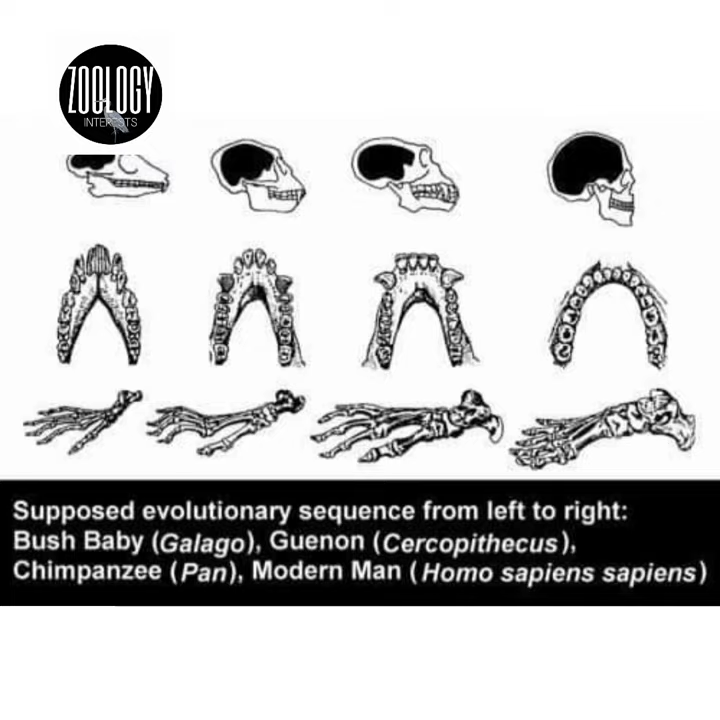 ZOOLOGY
INTERESTS
Supposed evolutionary sequence from left to right:
Bush Baby (Galago), Guenon (Cercopithecus),
Chimpanzee (Pan), Modern Man (Homo sapiens sapiens)